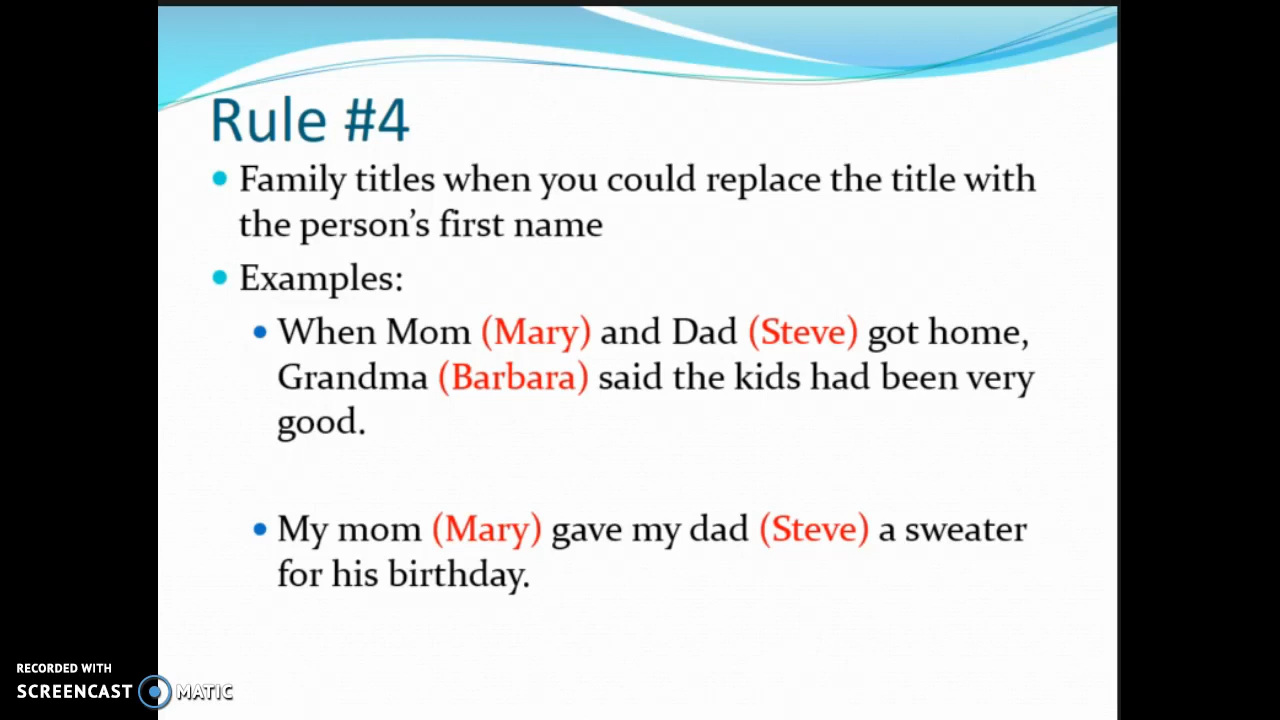 Rule #4
Family titles when you could replace the title with
the person's first name
Examples:
When Mom (Mary) and Dad (Steve) got home,
Grandma (Barbara) said the kids had been very
good.
My mom (Mary) gave my dad (Steve) a sweater
for his birthday.
RECORDED WITH
SCREENCAST MATIC